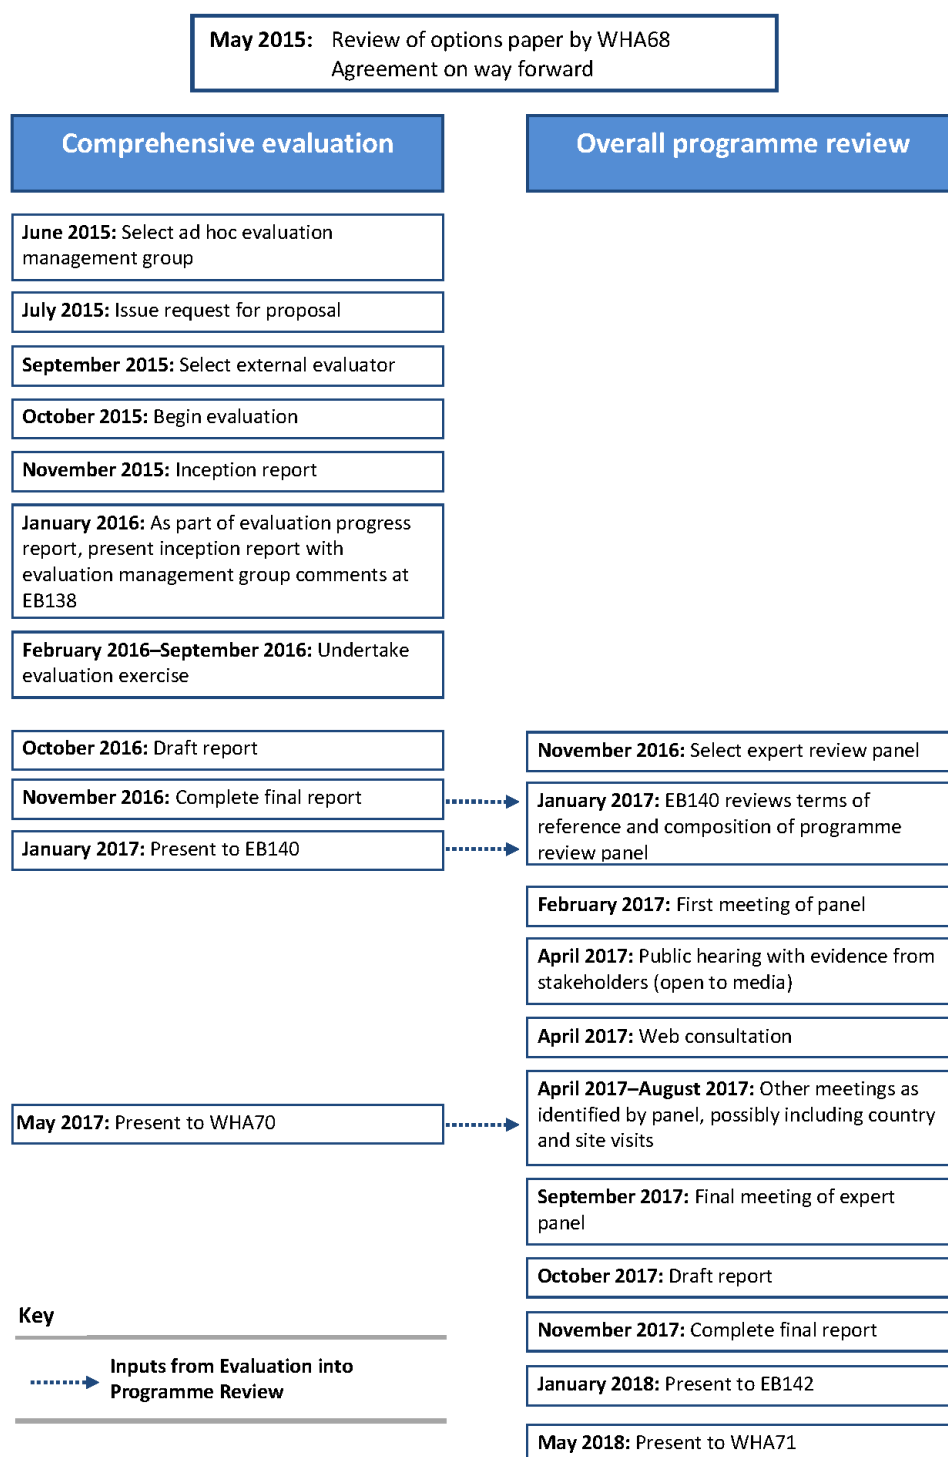 May 2015: Review of options paper by WHA68
Agreement on way forward
Comprehensive evaluation
June 2015: Select ad hoc evaluation
management group
July 2015: Issue request for proposal
September 2015: Select external evaluator
October 2015: Begin evaluation
November 2015: Inception report
January 2016: As part of evaluation progress
report, present inception report with
evaluation management group comments at
EB138
February 2016–September 2016: Undertake
evaluation exercise
October 2016: Draft report
November 2016: Complete final report
January 2017: Present to EB140
May 2017: Present to WHA70
Overall programme review
November 2016: Select expert review panel
January 2017: EB140 reviews terms of
reference and composition of programme
review panel
February 2017: First meeting of panel
April 2017: Public hearing with evidence from
stakeholders (open to media)
April 2017: Web consultation
April 2017–August 2017: Other meetings as
identified by panel, possibly including country
and site visits
September 2017: Final meeting of expert
panel
October 2017: Draft report
November 2017: Complete final report
January 2018: Present to EB142
May 2018: Present to WHA71
Key
Inputs from Evaluation into
Programme Review